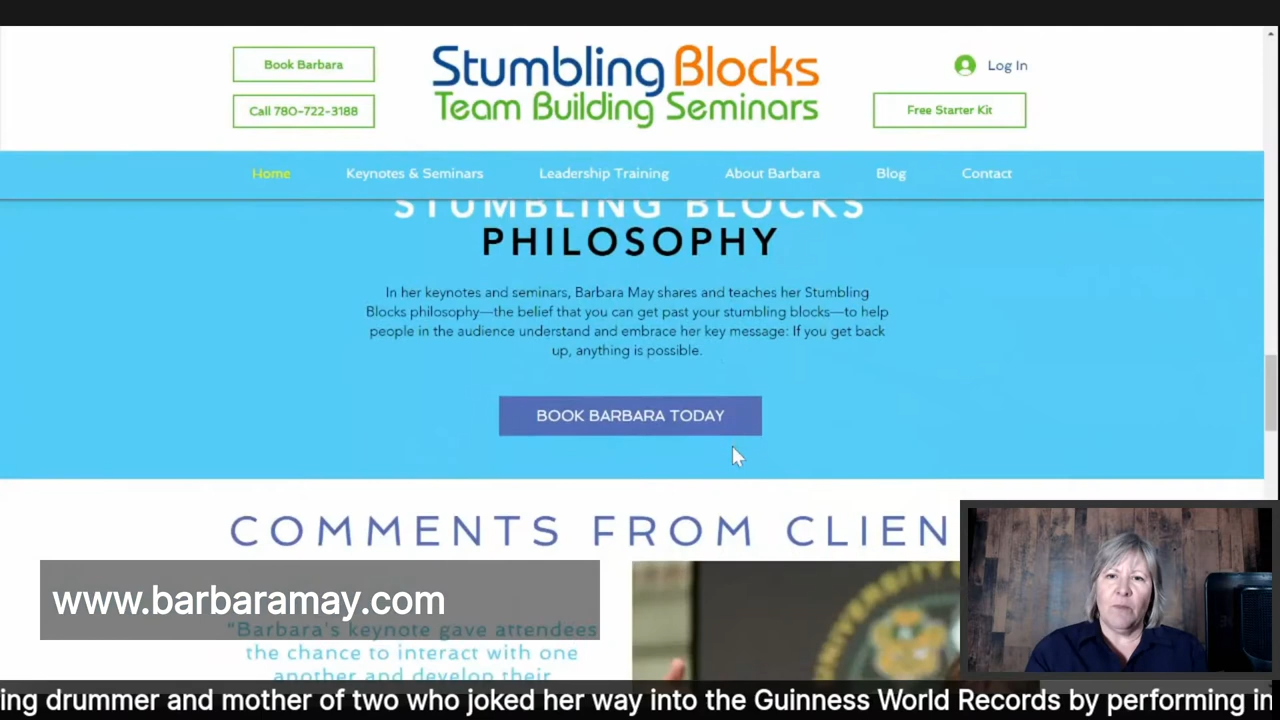 Book Barbara
Call 780-722-3188
Stumbling Blocks
Team Building Seminars
Log In
Free Starter Kit
Home Keynotes & Seminars Leadership Training About Barbara Blog Contact
STUMBLING BLOCKS
PHILOSOPHY
In her keynotes and seminars, Barbara May shares and teaches her Stumbling
Blocks philosophy—the belief that you can get past your stumbling blocks—to help
people in the audience understand and embrace her key message: If you get back
up, anything is possible.
BOOK BARBARA TODAY
COMMENTS FROM CLIEN
www.barbaramay.com
"Barbara's keynote gave attendees
the chance to interact with one
another and develop their
UNIVERSITY
ing drummer and mother of two who joked her way into the Guinness World Records by performing in